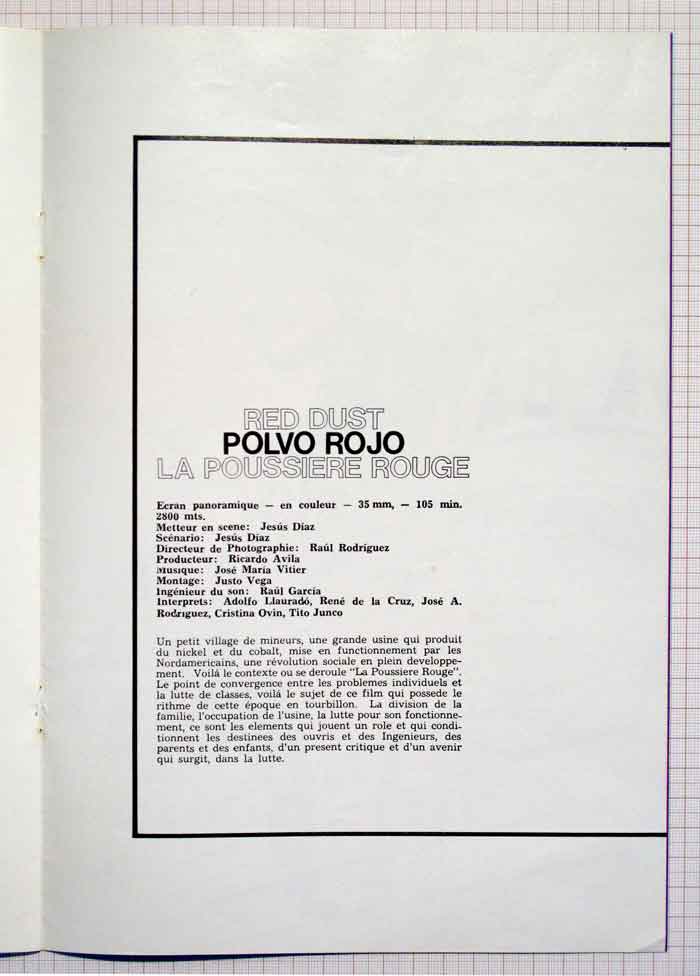 RED DUST
POLVO ROJO
LA POUSSIERE ROUGE
Ecran panoramique — en couleur — 35 mm, — 105 min.
2800 mts.
Metteur en scene: Jesús Díaz
Scénario: Jesús Díaz
Directeur de Photographie: Raúl Rodríguez
Producteur: Ricardo Avila
Musique: José María Vitier
Montage: Justo Vega
Ingénieur du son: Raúl García
Interprets: Adolfo Llauradó, René de la Cruz, José A.
Rodríguez, Cristina Ovin, Tito Junco
Un petit village de mineurs, une grande usine qui produit
du nickel et du cobalt, mise en functionnement par les
Nordamericains, une révolution sociale en plein developpe-
ment. Voilá le contexte ou se deroule "La Poussiere Rouge".
Le point de convergence entre les problemes individuels et
la lutte de classes, voilá le sujet de ce film qui possede le
rithme de cette époque en tourbillon. La division de la
familie, l'occupation de l'usine, la lutte pour son fonctionne-
ment, ce sont les elements qui jouent un role et qui condi-
tionnent les destinees des ouvris et des Ingenieurs, des
parents et des enfants, d'un present critique et d'un avenir
qui surgit, dans la lutte.